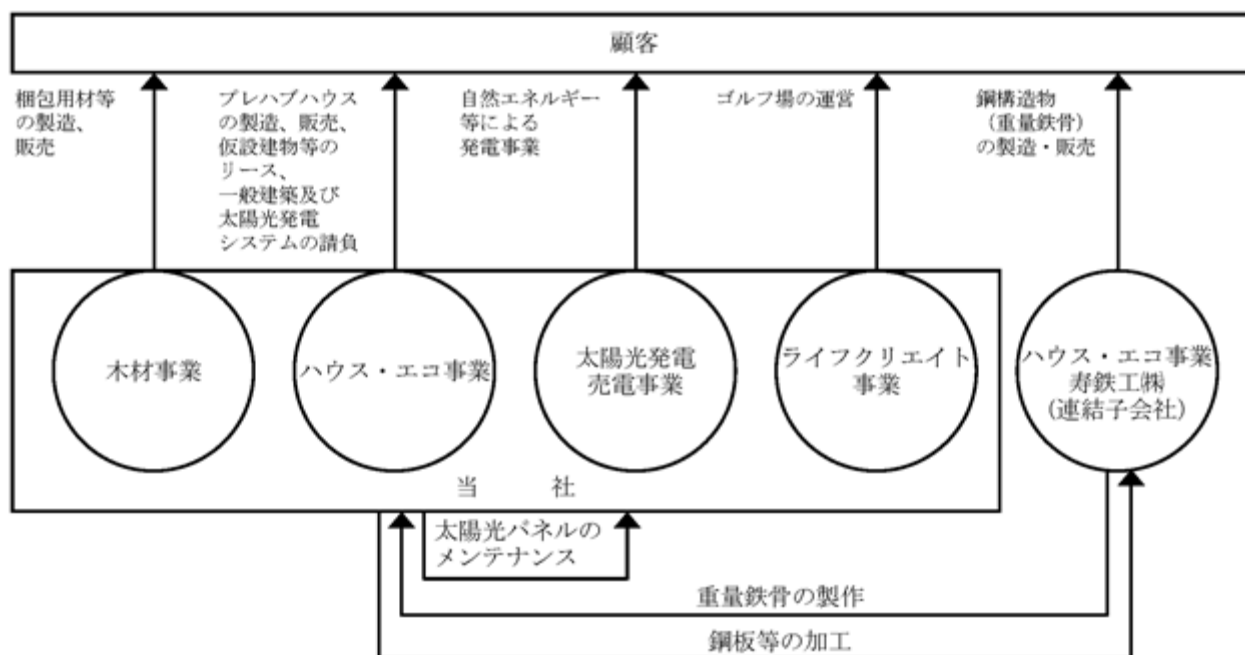 顧客
梱包用材等
の製造、
販売
プレハブハウス
の製造、販売、
仮設建物等の
リース、
一般建築及び
太陽光発電
システムの請負
自然エネルギー
等による
発電事業
ゴルフ場の運営
鋼構造物
（重量鉄骨）
の製造・販売
木材事業
ハウス・エコ事業
太陽光発電
売電事業
ライフクリエイト
事業
ハウス・エコ事業
寿鉄工㈱
(連結子会社)
当　　　社
太陽光パネルの
メンテナンス
重量鉄骨の製作
鋼板等の加工